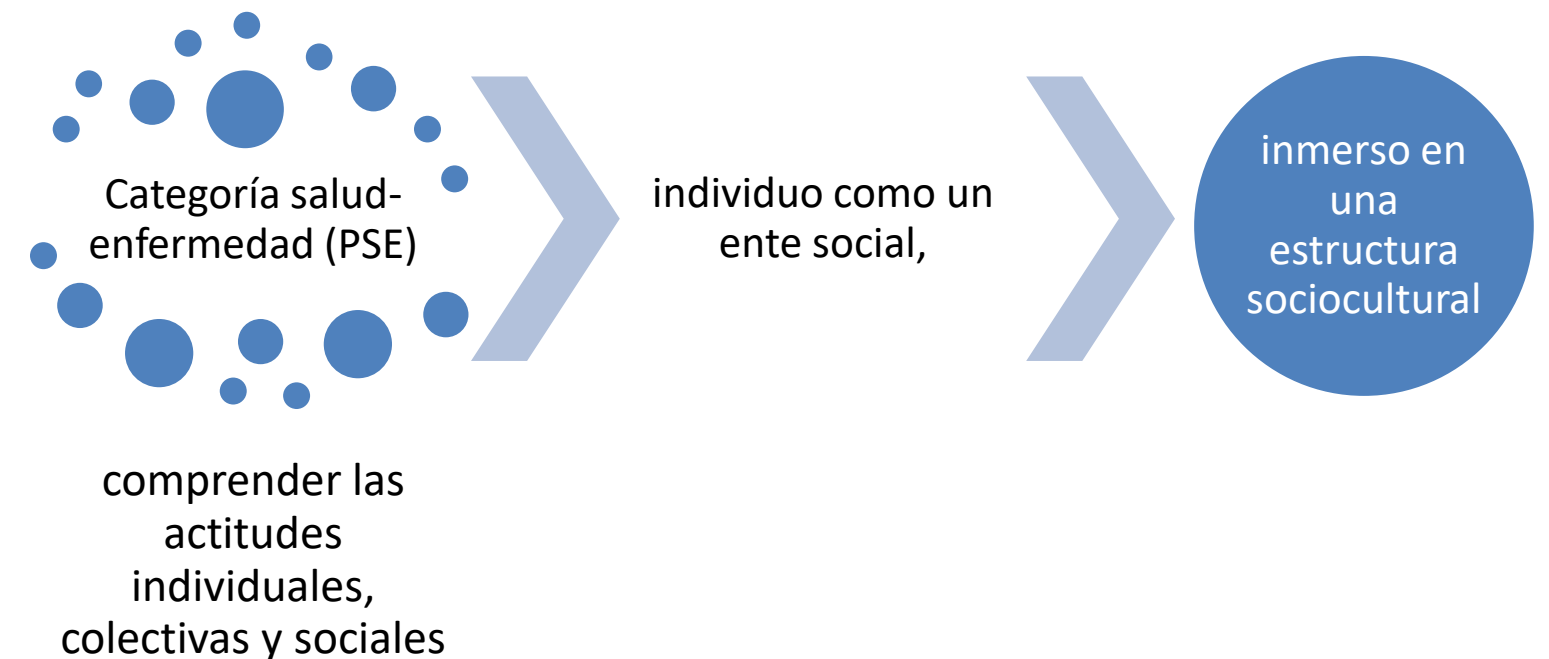 Categoría salud-
enfermedad (PSE)
comprender las
actitudes
individuales,
colectivas y sociales
individuo como un
ente social,
inmerso en
una
estructura
sociocultural